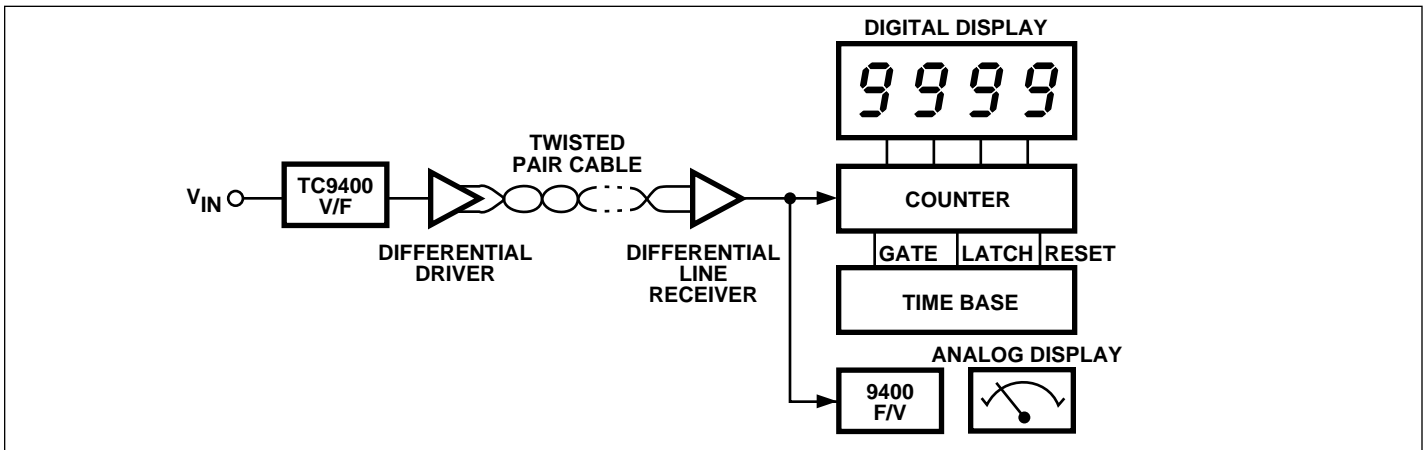 DIGITAL DISPLAY
9999
TWISTED
PAIR CABLE
VIN
TC9400
V/F
COUNTER
DIFFERENTIAL
DRIVER
DIFFERENTIAL
LINE
RECEIVER
GATE LATCH RESET
TIME BASE
ANALOG DISPLAY
9400
F/V